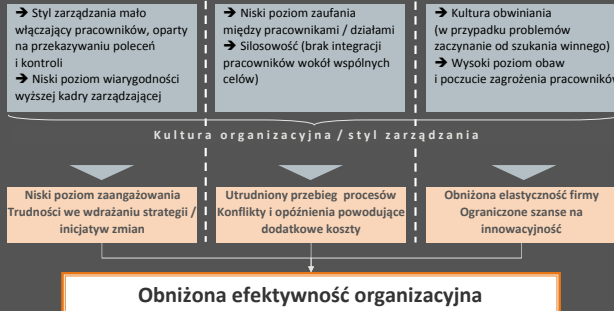 ➔ Styl zarządzania mało
włączający pracowników, oparty
na przekazywaniu poleceń
i kontroli
➔ Niski poziom wiarygodności
wyższej kadry zarządzającej
➔ Niski poziom zaufania
między pracownikami / działami
➔ Silosowość (brak integracji
pracowników wokół wspólnych
celów)
➔ Kultura obwiniania
(w przypadku problemów
zaczynanie od szukania winnego)
➔ Wysoki poziom obaw
i poczucie zagrożenia pracowników
Kultura organizacyjna / styl zarządzania
Niski poziom zaangażowania
Trudności we wdrażaniu strategii /
inicjatyw zmian
Utrudniony przebieg procesów
Konflikty i opóźnienia powodujące
dodatkowe koszty
Obniżona elastyczność firmy
Ograniczone szanse na
innowacyjność
Obniżona efektywność organizacyjna